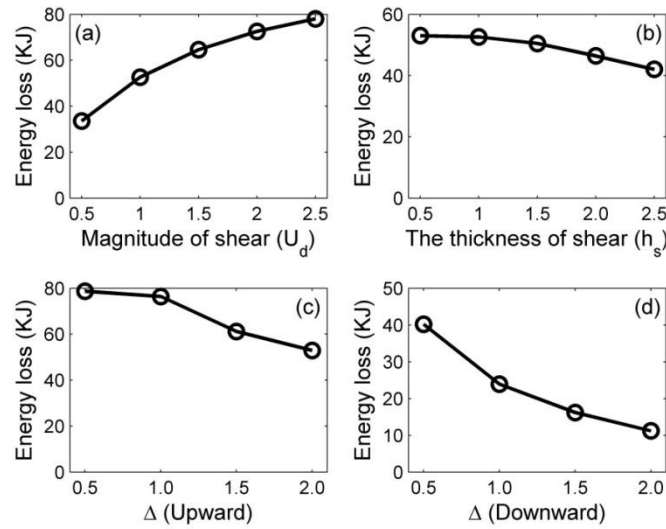 80
60
40
20
0
Energy loss (KJ)
(a)
0.5 1 1.5 2 2.5
Magnitude of shear (U_d)
60
40
20
0
Energy loss (KJ)
(b)
0.5 1 1.5 2.0 2.5
The thickness of shear (h_s)
80
60
40
20
0
Energy loss (KJ)
(c)
0.5 1.0 1.5 2.0
Δ (Upward)
50
40
30
20
10
0
Energy loss (KJ)
(d)
0.5 1.0 1.5 2.0
Δ (Downward)